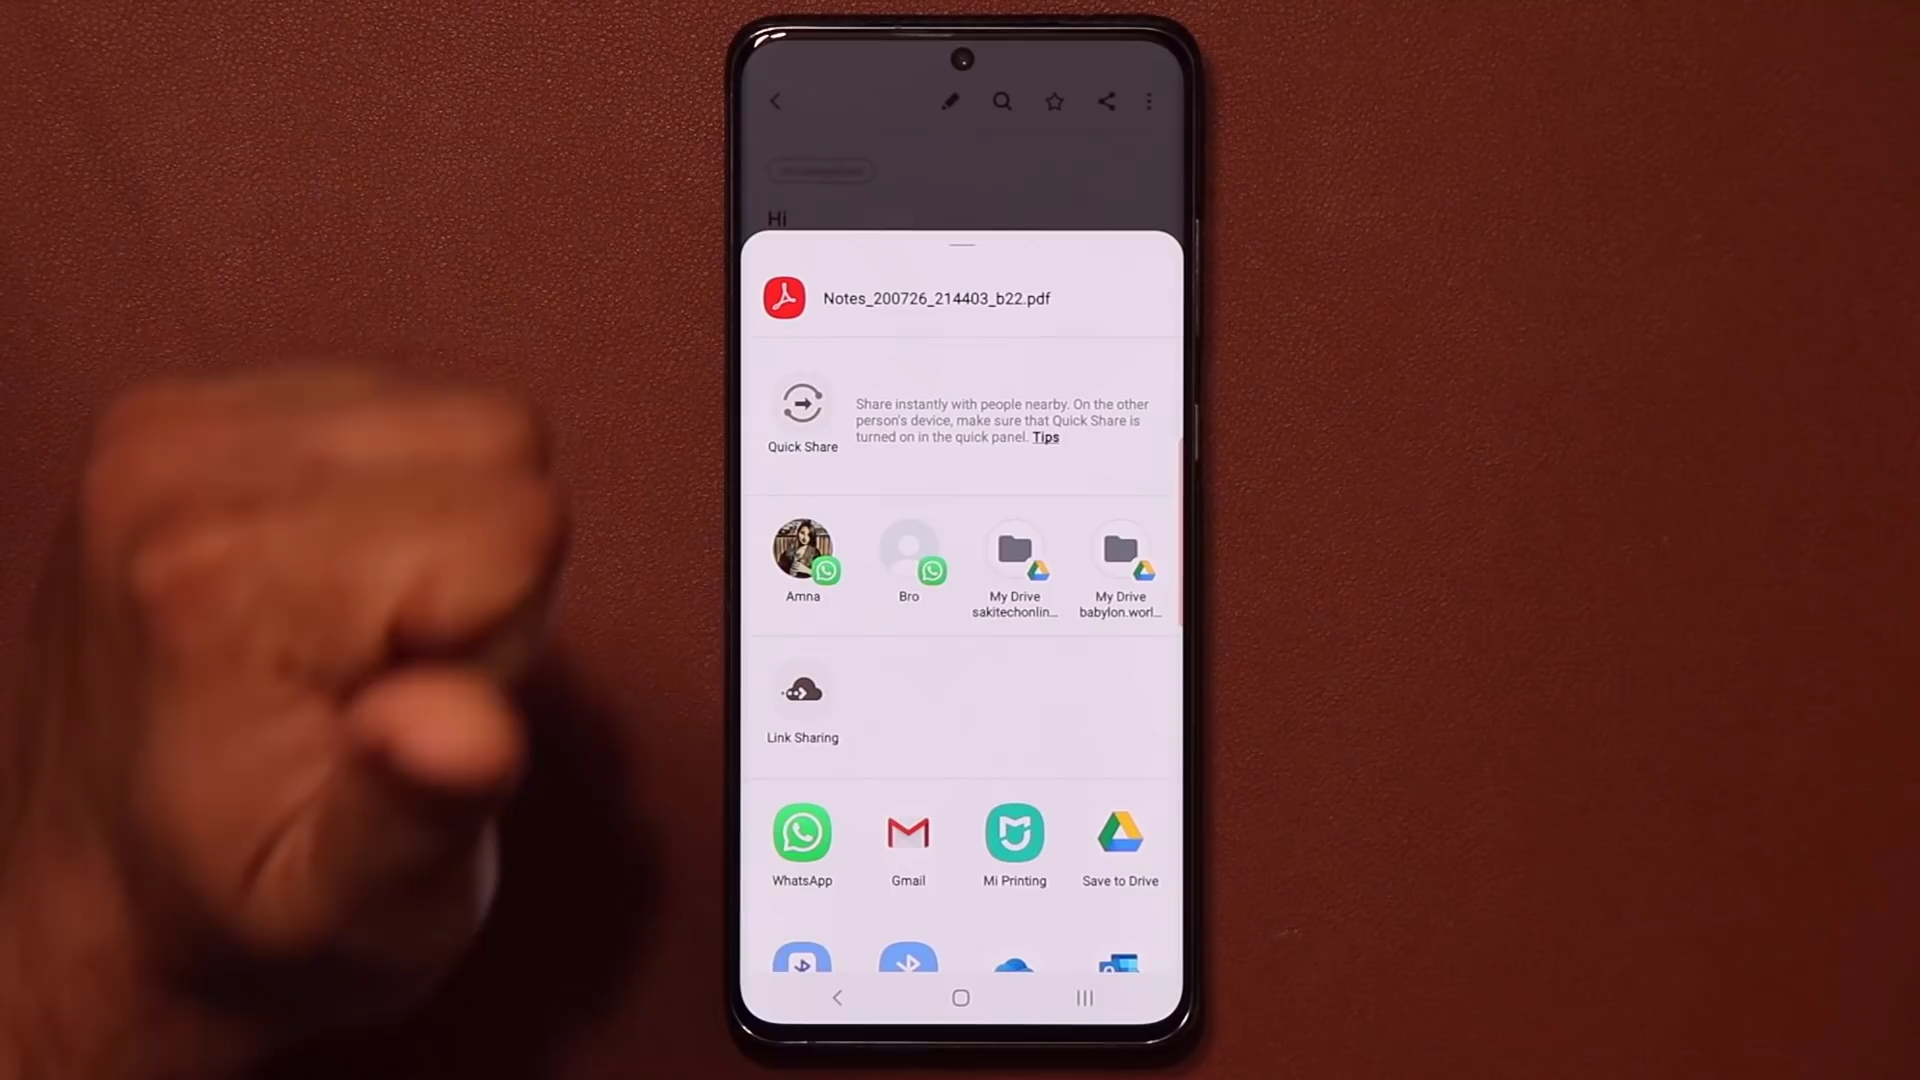 Hi
Notes_200726_214403_b22.pdf
Quick Share
Share instantly with people nearby. On the other
person's device, make sure that Quick Share is
turned on in the quick panel. Tips
Amna
Bro
My Drive
sakitechonlin...
My Drive
babylon.worl...
Link Sharing
WhatsApp
Gmail
Mi Printing
Save to Drive